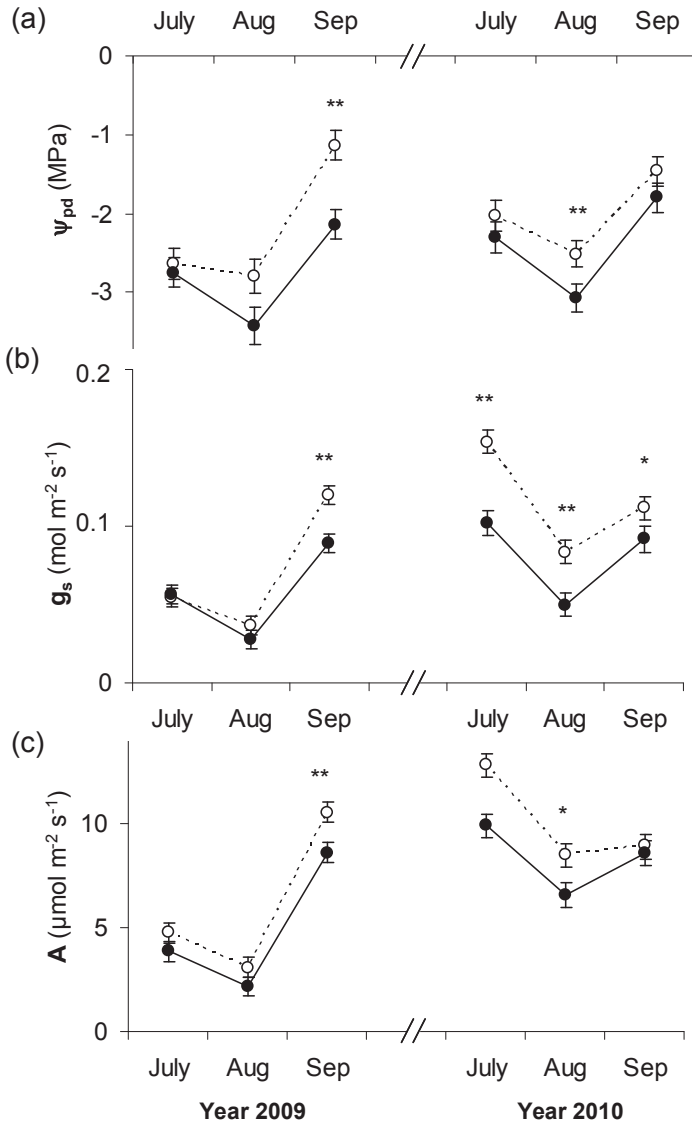 (a)
July Aug Sep July Aug Sep
0
-1
-2
-3
Ψpd (MPa)
**
**
(b)
0.2
0.1
0
gs (mol m-2 s-1)
**
**
**
*
July Aug Sep July Aug Sep
(c)
10
5
0
A (µmol m-2 s-1)
**
*
July Aug Sep July Aug Sep
Year 2009 Year 2010